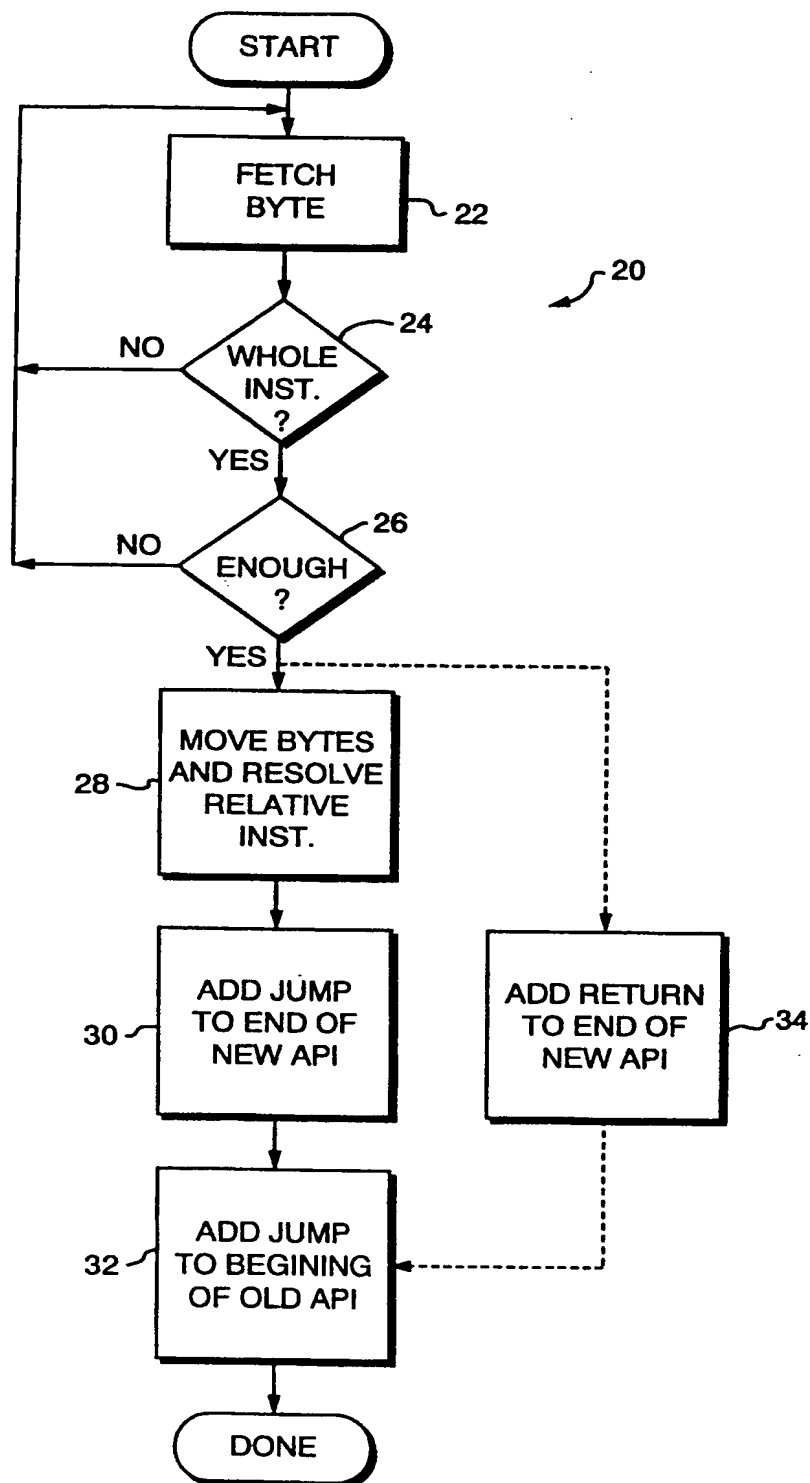 START
FETCH
BYTE
22
20
24
NO
WHOLE
INST.
?
YES
26
NO
ENOUGH
?
YES
28
MOVE BYTES
AND RESOLVE
RELATIVE
INST.
30
ADD JUMP
TO END OF
NEW API
ADD RETURN
TO END OF
NEW API
34
32
ADD JUMP
TO BEGINING
OF OLD API
DONE